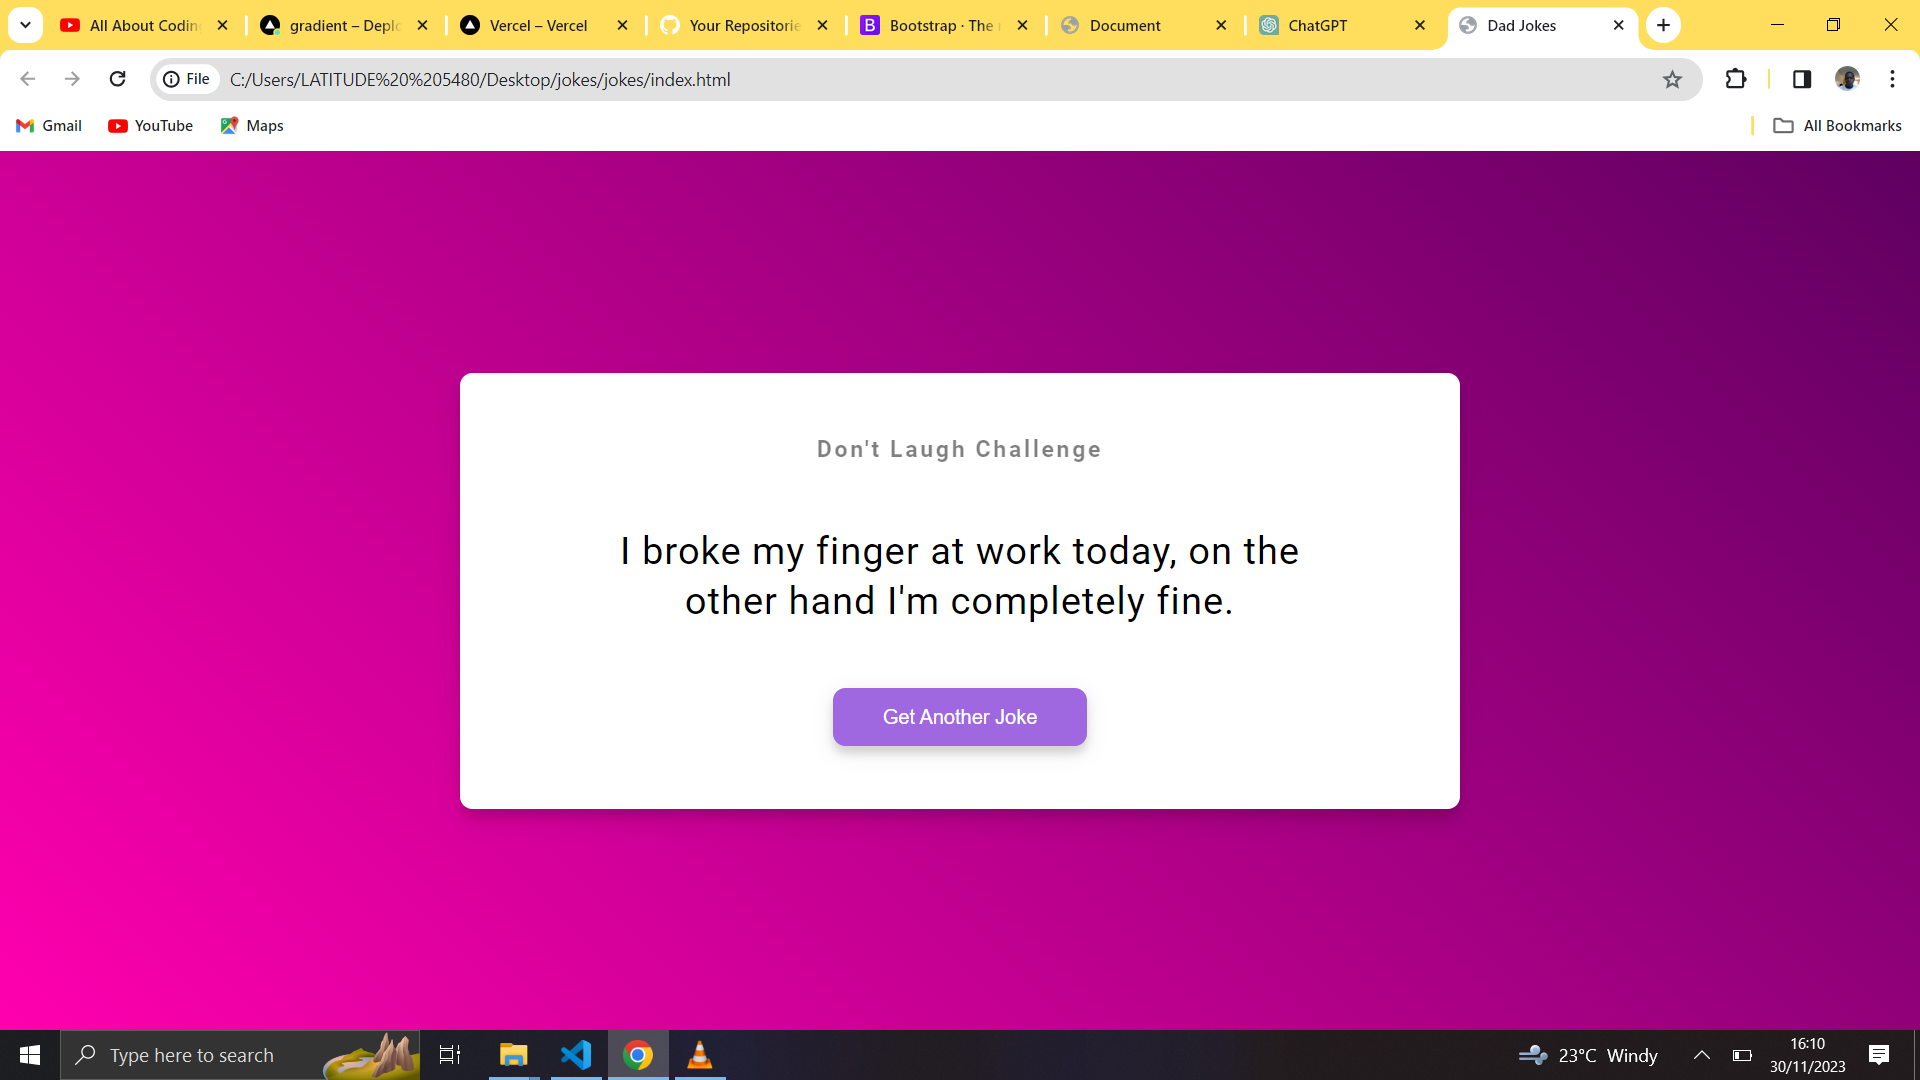 All About Coding
gradient – Deplo
Vercel – Vercel
Your Repositorie
Bootstrap · The
Document
ChatGPT
Dad Jokes
File
C:/Users/LATITUDE%20%205480/Desktop/jokes/jokes/index.html
Gmail
YouTube
Maps
All Bookmarks
Don't Laugh Challenge
I broke my finger at work today, on the
other hand I'm completely fine.
Get Another Joke
Type here to search
23°C Windy
16:10
30/11/2023